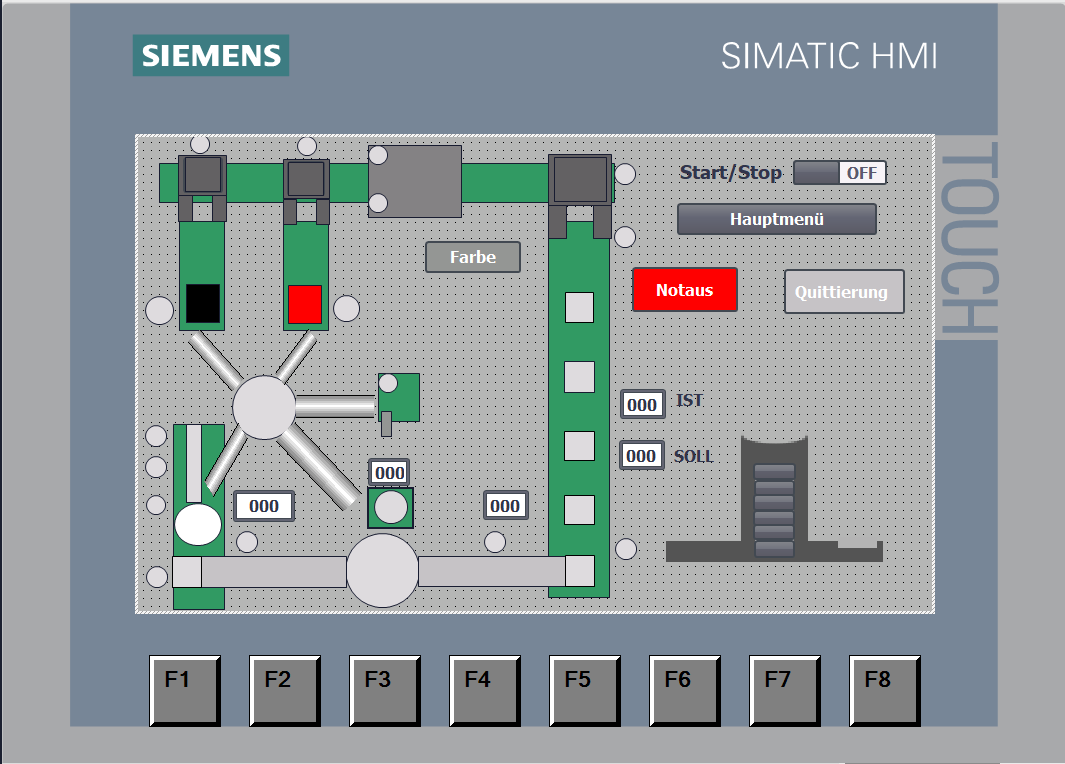 SIEMENS
SIMATIC HMI
TOUCH
Start/Stop
OFF
Hauptmenü
Farbe
Notaus
Quittierung
000
IST
000
SOLL
000
000
000
F1
F2
F3
F4
F5
F6
F7
F8